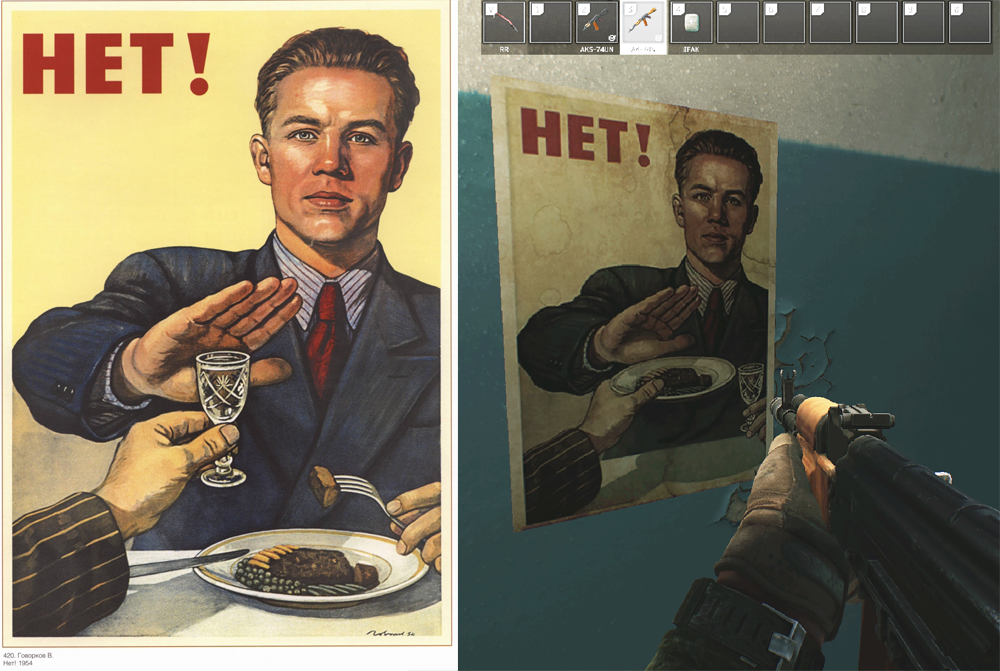 НЕТ!
420. Говорков В.
Нет! 1954
RR
AKS-74UN
IFAK
НЕТ!